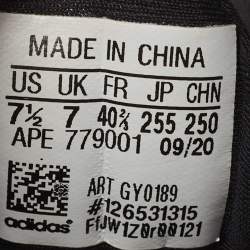 MADE IN CHINA
US UK FR JP CHN
7½ 7 40⅔ 255 250
APE 779001 09/20
ART GY0189
#126531315
adidas F1JW1Z0r00121